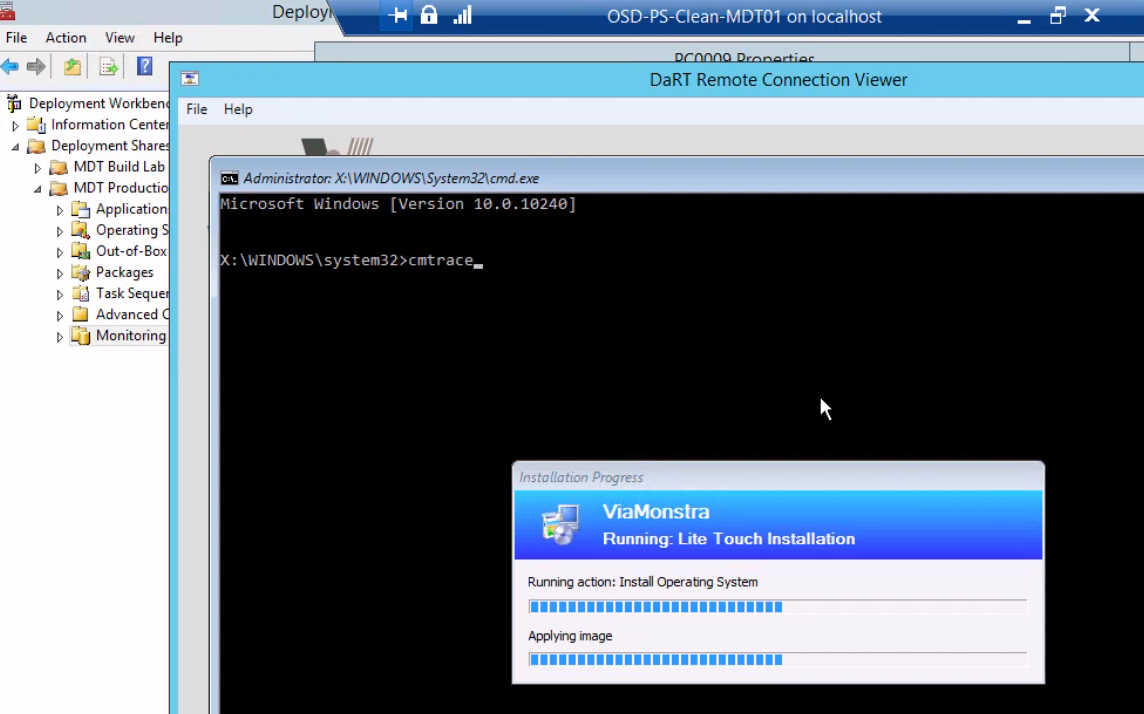 Deployr
OSD-PS-Clean-MDT01 on localhost
File Action View Help
PC0009 Properties
DaRT Remote Connection Viewer
File Help
Deployment Workbenc
Information Center
Deployment Shares
MDT Build Lab
MDT Productio
Application
Operating S
Out-of-Box
Packages
Task Sequer
Advanced C
Monitoring
Administrator: X:\WINDOWS\System32\cmd.exe
Microsoft Windows [Version 10.0.10240]
X:\WINDOWS\system32>cmtrace_
Installation Progress
ViaMonstra
Running: Lite Touch Installation
Running action: Install Operating System
Applying image